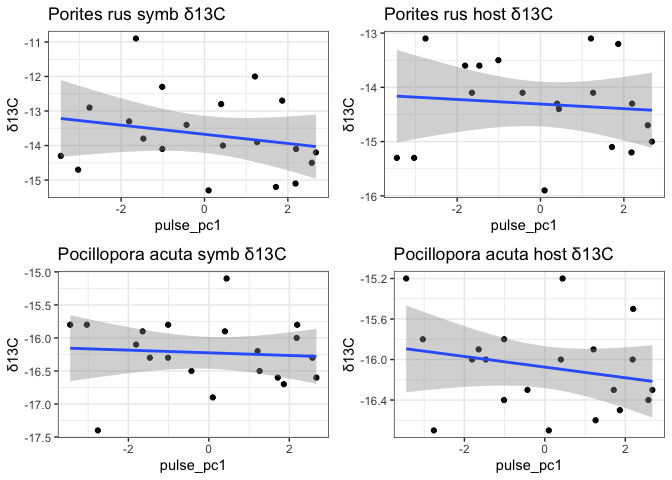 Porites rus symb δ13C
-11
-12
-13
-14
-15
δ13C
-2
0
2
pulse_pc1
Porites rus host δ13C
-13
-14
-15
-16
δ13C
-2
0
2
pulse_pc1
Pocillopora acuta symb δ13C
-15.0
-15.5
-16.0
-16.5
-17.0
-17.5
δ13C
-2
0
2
pulse_pc1
Pocillopora acuta host δ13C
-15.2
-15.6
-16.0
-16.4
δ13C
-2
0
2
pulse_pc1